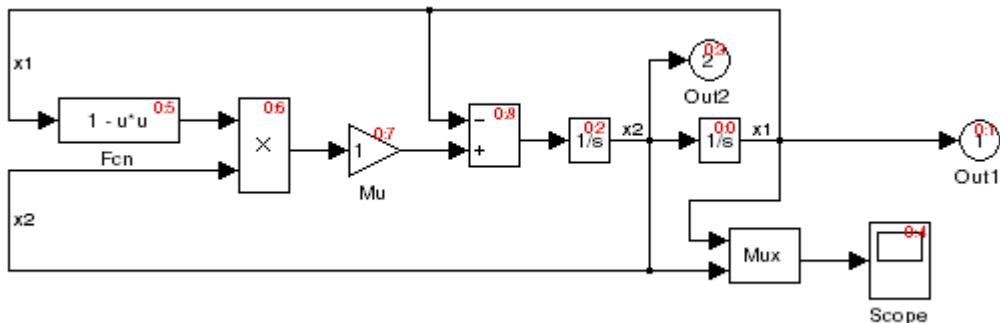 x1
1 - u*u
0:5
Fcn
0:6
×
1
0:7
Mu
0:8
−
+
1/s
0:2
x2
2
0:3
Out2
1/s
0:0
x1
1
0:1
Out1
x2
Mux
0:4
Scope